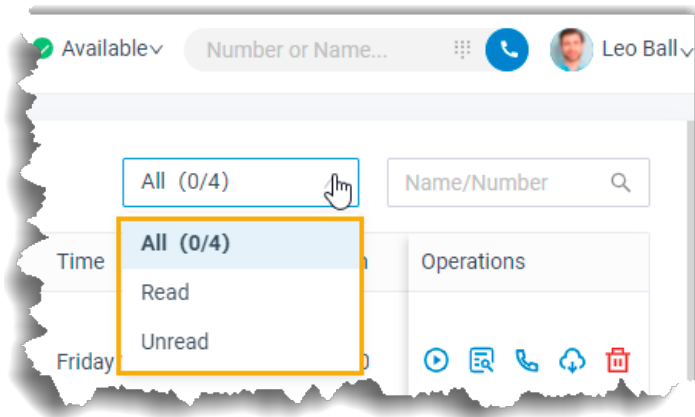 Available
Number or Name...
Leo Ball
All (0/4)
Name/Number
All (0/4)
Time
Operations
Read
Unread
Friday